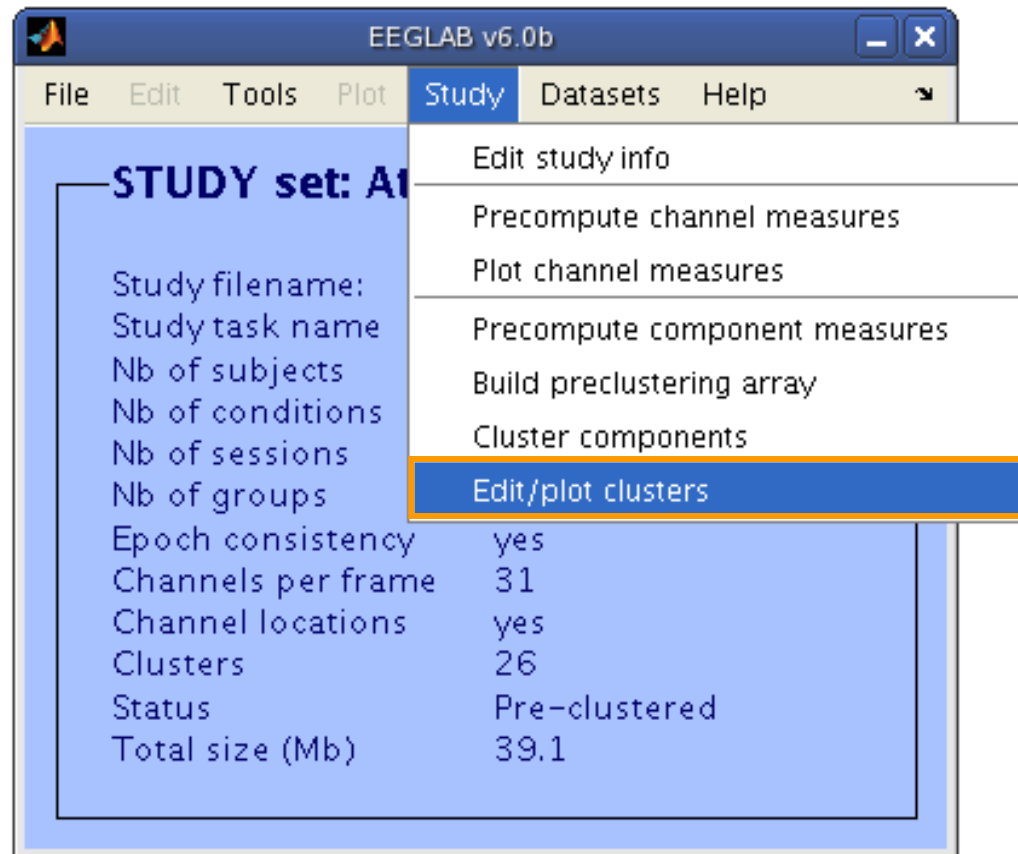 EEGLAB v6.0b
File Edit Tools Plot Study Datasets Help
Edit study info
STUDY set: At
Precompute channel measures
Plot channel measures
Study filename:
Study task name
Precompute component measures
Nb of subjects
Build preclustering array
Nb of conditions
Cluster components
Nb of sessions
Edit/plot clusters
Nb of groups
Epoch consistency yes
Channels per frame 31
Channel locations yes
Clusters 26
Status Pre-clustered
Total size (Mb) 39.1